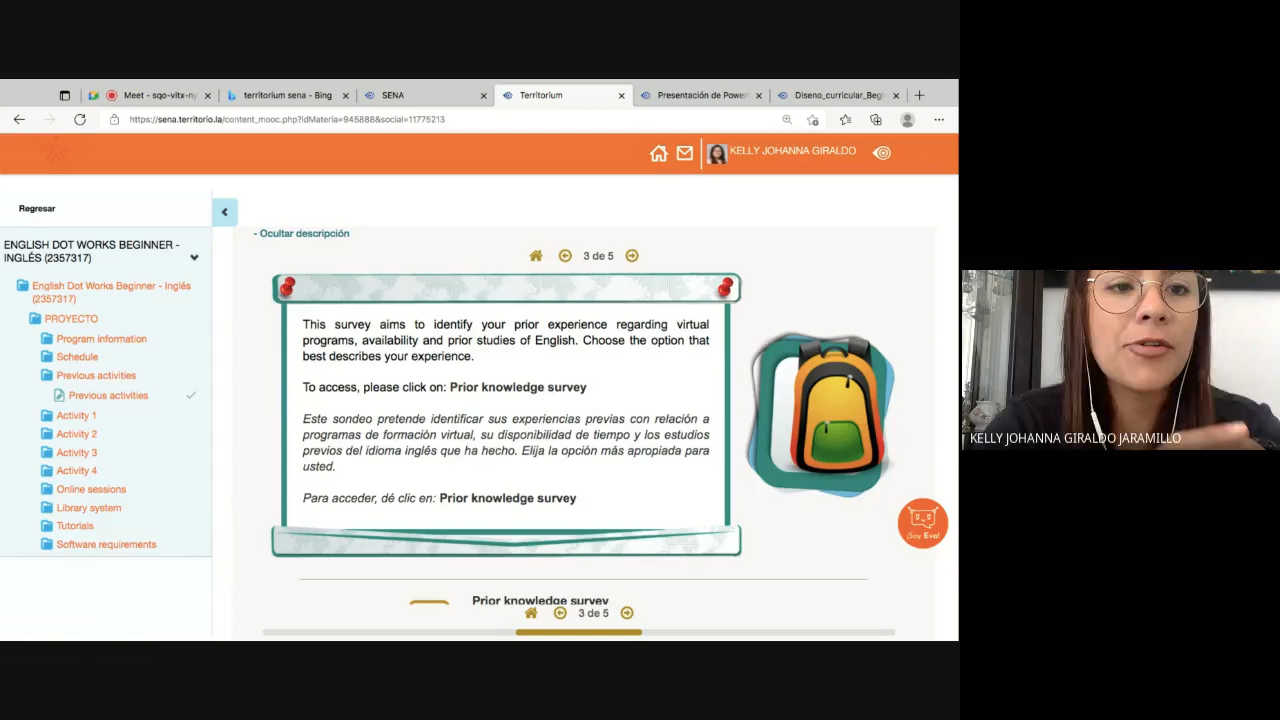 Meet - sqo-vitx-ny
territorium sena - Bing
SENA
Territorium
Presentación de Power
Diseno_curricular_Beg
https://sena.territorio.la/content_mooc.php?idMateria=945888&social=11775213
KELLY JOHANNA GIRALDO
Regresar
ENGLISH DOT WORKS BEGINNER -
INGLÉS (2357317)
English Dot Works Beginner - Inglés
(2357317)
PROYECTO
Program information
Schedule
Previous activities
Previous activities
Activity 1
Activity 2
Activity 3
Activity 4
Online sessions
Library system
Tutorials
Software requirements
- Ocultar descripción
3 de 5
This survey aims to identify your prior experience regarding virtual
programs, availability and prior studies of English. Choose the option that
best describes your experience.
To access, please click on: Prior knowledge survey
Este sondeo pretende identificar sus experiencias previas con relación a
programas de formación virtual, su disponibilidad de tiempo y los estudios
previos del idioma inglés que ha hecho. Elija la opción más apropiada para
usted.
Para acceder, dé clic en: Prior knowledge survey
Prior knowledge survey
3 de 5
¡Soy Eva!
KELLY JOHANNA GIRALDO JARAMILLO